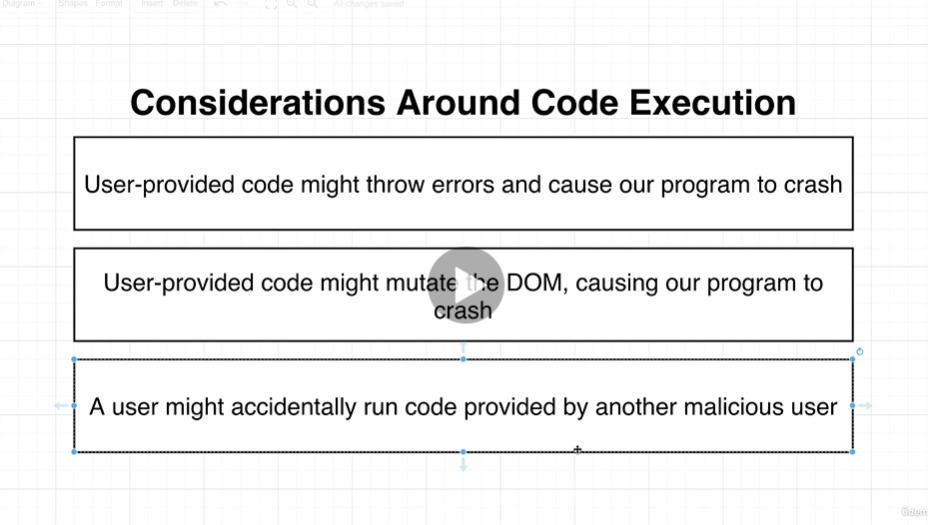 Diagram Shapes Format Insert Delete All changes saved
Considerations Around Code Execution
User-provided code might throw errors and cause our program to crash
User-provided code might mutate the DOM, causing our program to
crash
A user might accidentally run code provided by another malicious user